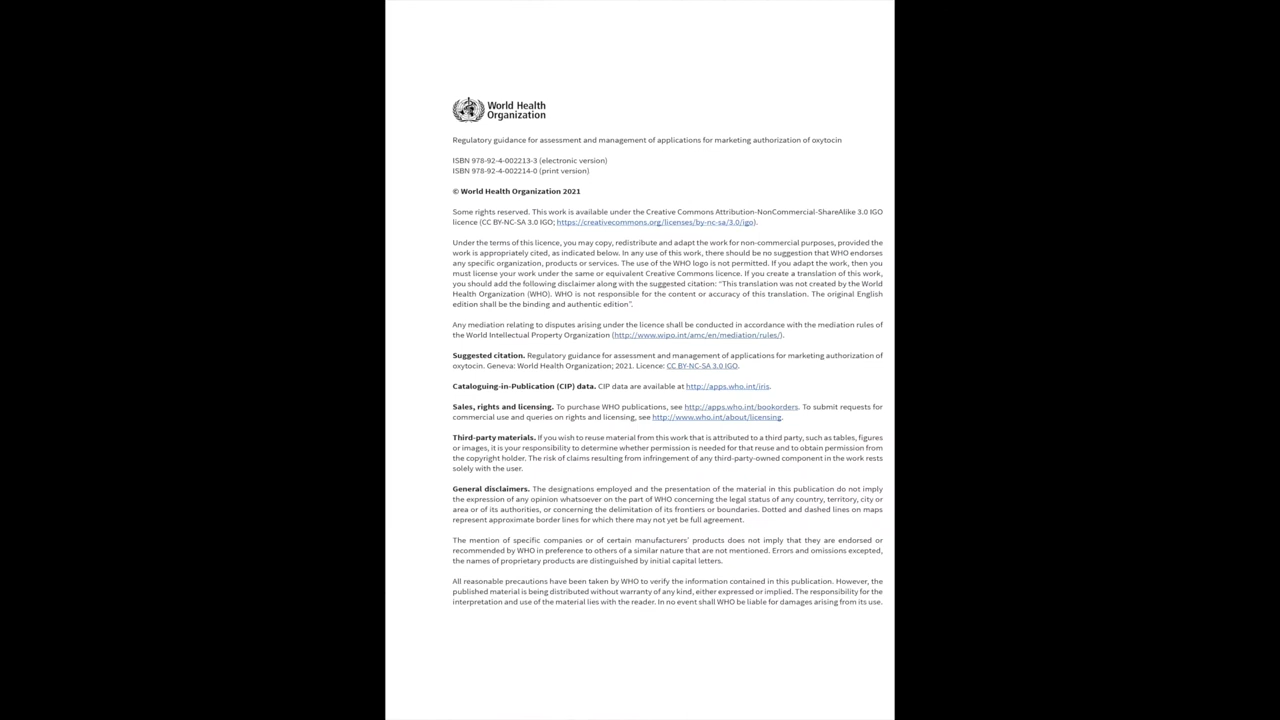 World Health
Organization
Regulatory guidance for assessment and management of applications for marketing authorization of oxytocin
ISBN 978-92-4-002213-3 (electronic version)
ISBN 978-92-4-002214-0 (print version)
© World Health Organization 2021
Some rights reserved. This work is available under the Creative Commons Attribution-NonCommercial-ShareAlike 3.0 IGO
licence (CC BY-NC-SA 3.0 IGO; https://creativecommons.org/licenses/by-nc-sa/3.0/igo).
Under the terms of this licence, you may copy, redistribute and adapt the work for non-commercial purposes, provided the
work is appropriately cited, as indicated below. In any use of this work, there should be no suggestion that WHO endorses
any specific organization, products or services. The use of the WHO logo is not permitted. If you adapt the work, then you
must license your work under the same or equivalent Creative Commons licence. If you create a translation of this work,
you should add the following disclaimer along with the suggested citation: “This translation was not created by the World
Health Organization (WHO). WHO is not responsible for the content or accuracy of this translation. The original English
edition shall be the binding and authentic edition”.
Any mediation relating to disputes arising under the licence shall be conducted in accordance with the mediation rules of
the World Intellectual Property Organization (http://www.wipo.int/amc/en/mediation/rules/).
Suggested citation. Regulatory guidance for assessment and management of applications for marketing authorization of
oxytocin. Geneva: World Health Organization; 2021. Licence: CC BY-NC-SA 3.0 IGO.
Cataloguing-in-Publication (CIP) data. CIP data are available at http://apps.who.int/iris.
Sales, rights and licensing. To purchase WHO publications, see http://apps.who.int/bookorders. To submit requests for
commercial use and queries on rights and licensing, see http://www.who.int/about/licensing.
Third-party materials. If you wish to reuse material from this work that is attributed to a third party, such as tables, figures
or images, it is your responsibility to determine whether permission is needed for that reuse and to obtain permission from
the copyright holder. The risk of claims resulting from infringement of any third-party-owned component in the work rests
solely with the user.
General disclaimers. The designations employed and the presentation of the material in this publication do not imply
the expression of any opinion whatsoever on the part of WHO concerning the legal status of any country, territory, city or
area or of its authorities, or concerning the delimitation of its frontiers or boundaries. Dotted and dashed lines on maps
represent approximate border lines for which there may not yet be full agreement.
The mention of specific companies or of certain manufacturers’ products does not imply that they are endorsed or
recommended by WHO in preference to others of a similar nature that are not mentioned. Errors and omissions excepted,
the names of proprietary products are distinguished by initial capital letters.
All reasonable precautions have been taken by WHO to verify the information contained in this publication. However, the
published material is being distributed without warranty of any kind, either expressed or implied. The responsibility for the
interpretation and use of the material lies with the reader. In no event shall WHO be liable for damages arising from its use.